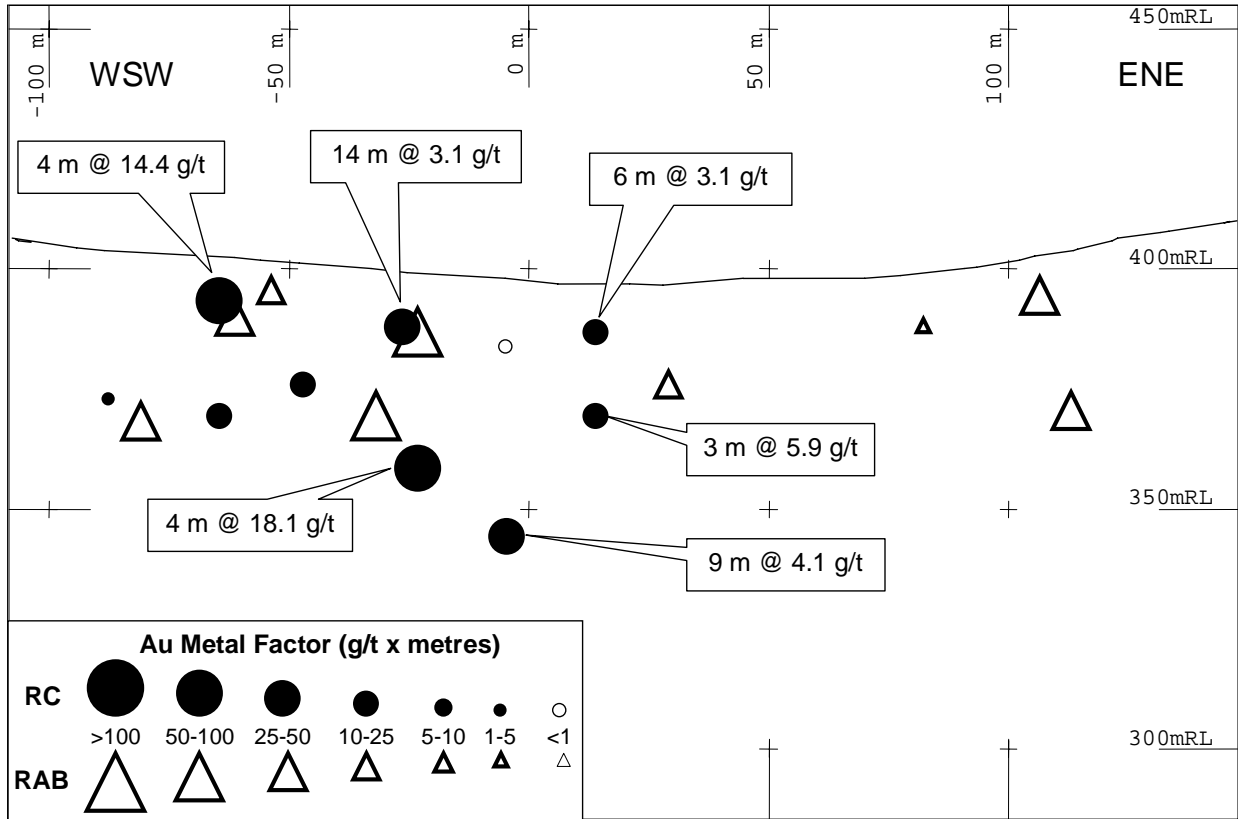 -100 m
-50 m
0 m
50 m
100 m
450mRL
WSW
ENE
4 m @ 14.4 g/t
14 m @ 3.1 g/t
6 m @ 3.1 g/t
400mRL
3 m @ 5.9 g/t
350mRL
4 m @ 18.1 g/t
9 m @ 4.1 g/t
Au Metal Factor (g/t x metres)
RC
>100 50-100 25-50 10-25 5-10 1-5 <1
RAB
300mRL